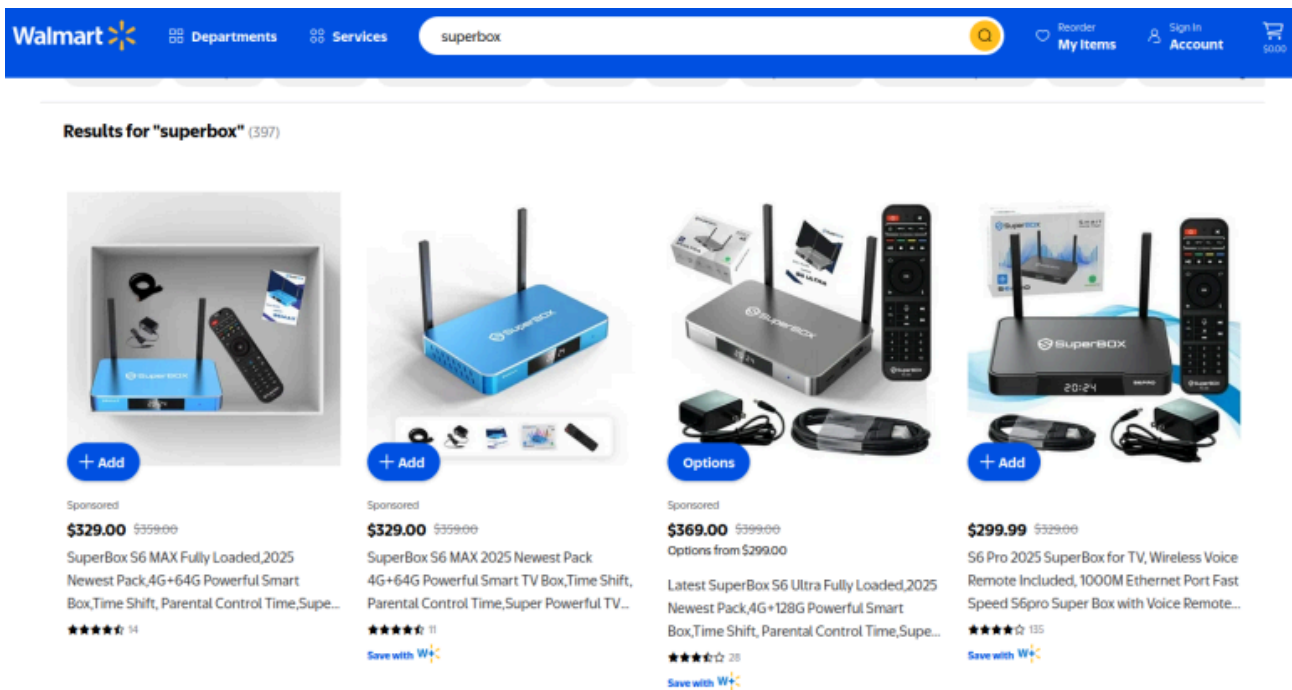 Walmart
Departments
Services
superbox
Reorder
My Items
Sign In
Account
$0.00
Results for "superbox" (397)
SuperBOX
SuperBOX
SuperBOX
S6 ULTRA
SuperBOX
SuperBOX
Smart
SuperBOX
20:24
S6PRO
+ Add
+ Add
Options
+ Add
Sponsored
$329.00 $359.00
SuperBox S6 MAX Fully Loaded,2025
Newest Pack,4G+64G Powerful Smart
Box,Time Shift, Parental Control Time,Supe...
14
Sponsored
$329.00 $359.00
SuperBox S6 MAX 2025 Newest Pack
4G+64G Powerful Smart TV Box,Time Shift,
Parental Control Time,Super Powerful TV...
11
Save with W+
Sponsored
$369.00 $399.00
Options from $299.00
Latest SuperBox S6 Ultra Fully Loaded,2025
Newest Pack,4G+128G Powerful Smart
Box,Time Shift, Parental Control Time,Supe...
28
Save with W+
$299.99 $329.00
S6 Pro 2025 SuperBox for TV, Wireless Voice
Remote Included, 1000M Ethernet Port Fast
Speed S6pro Super Box with Voice Remote...
135
Save with W+